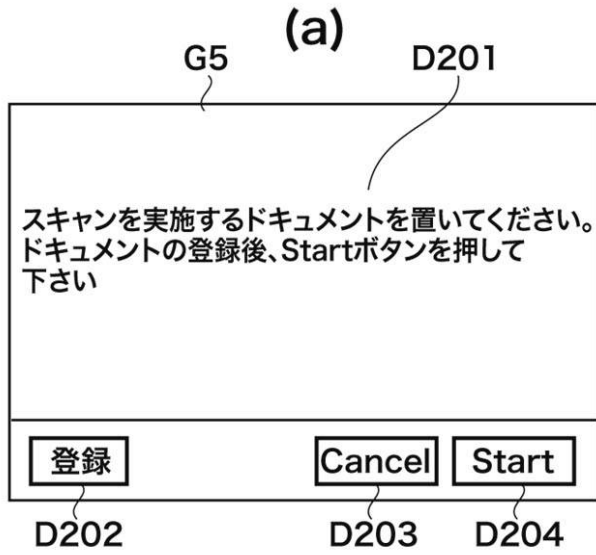 (a)
G5 D201
スキャンを実施するドキュメントを置いてください。
ドキュメントの登録後、Startボタンを押して
下さい
登録 Cancel Start
D202 D203 D204